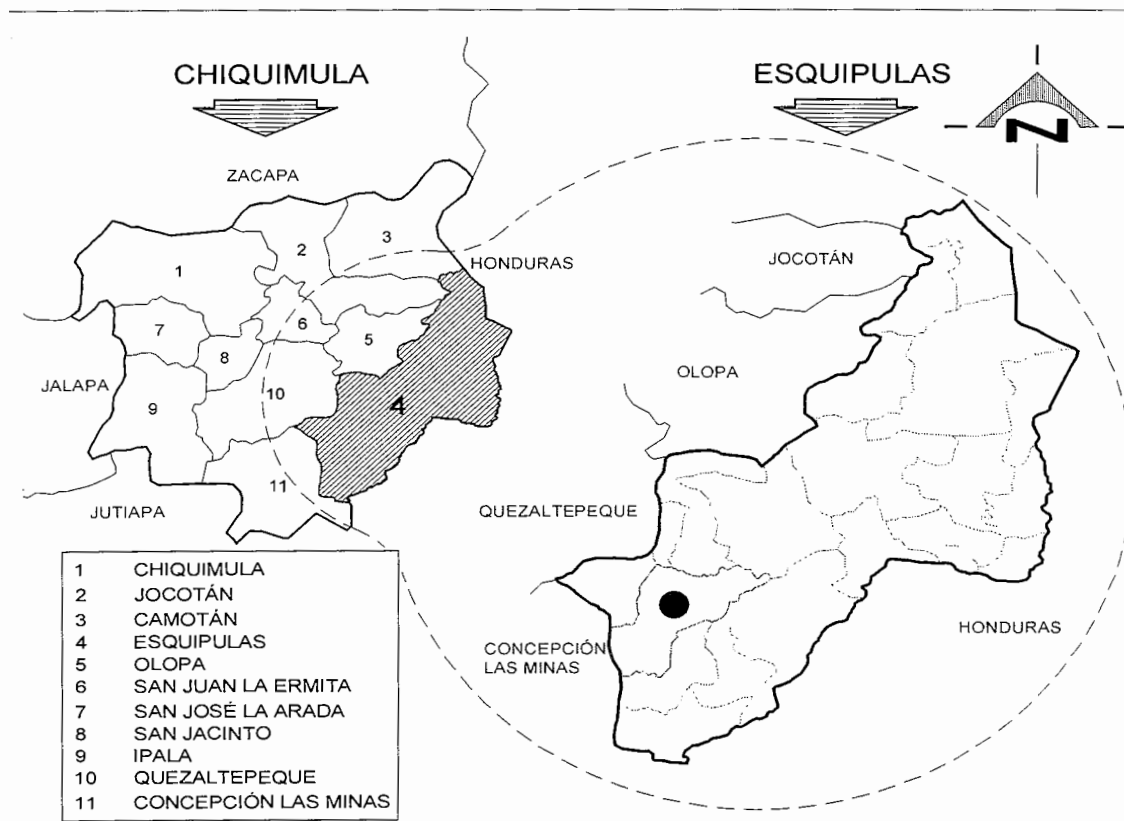 CHIQUIMULA
ESQUIPULAS
N
ZACAPA
HONDURAS
JALAPA
JUTIAPA
1
2
3
4
5
6
7
8
9
10
11
JOCOTÁN
OLOPA
QUEZALTEPEQUE
CONCEPCIÓN
LAS MINAS
HONDURAS
1 CHIQUIMULA
2 JOCOTÁN
3 CAMOTÁN
4 ESQUIPULAS
5 OLOPA
6 SAN JUAN LA ERMITA
7 SAN JOSÉ LA ARADA
8 SAN JACINTO
9 IPALA
10 QUEZALTEPEQUE
11 CONCEPCIÓN LAS MINAS